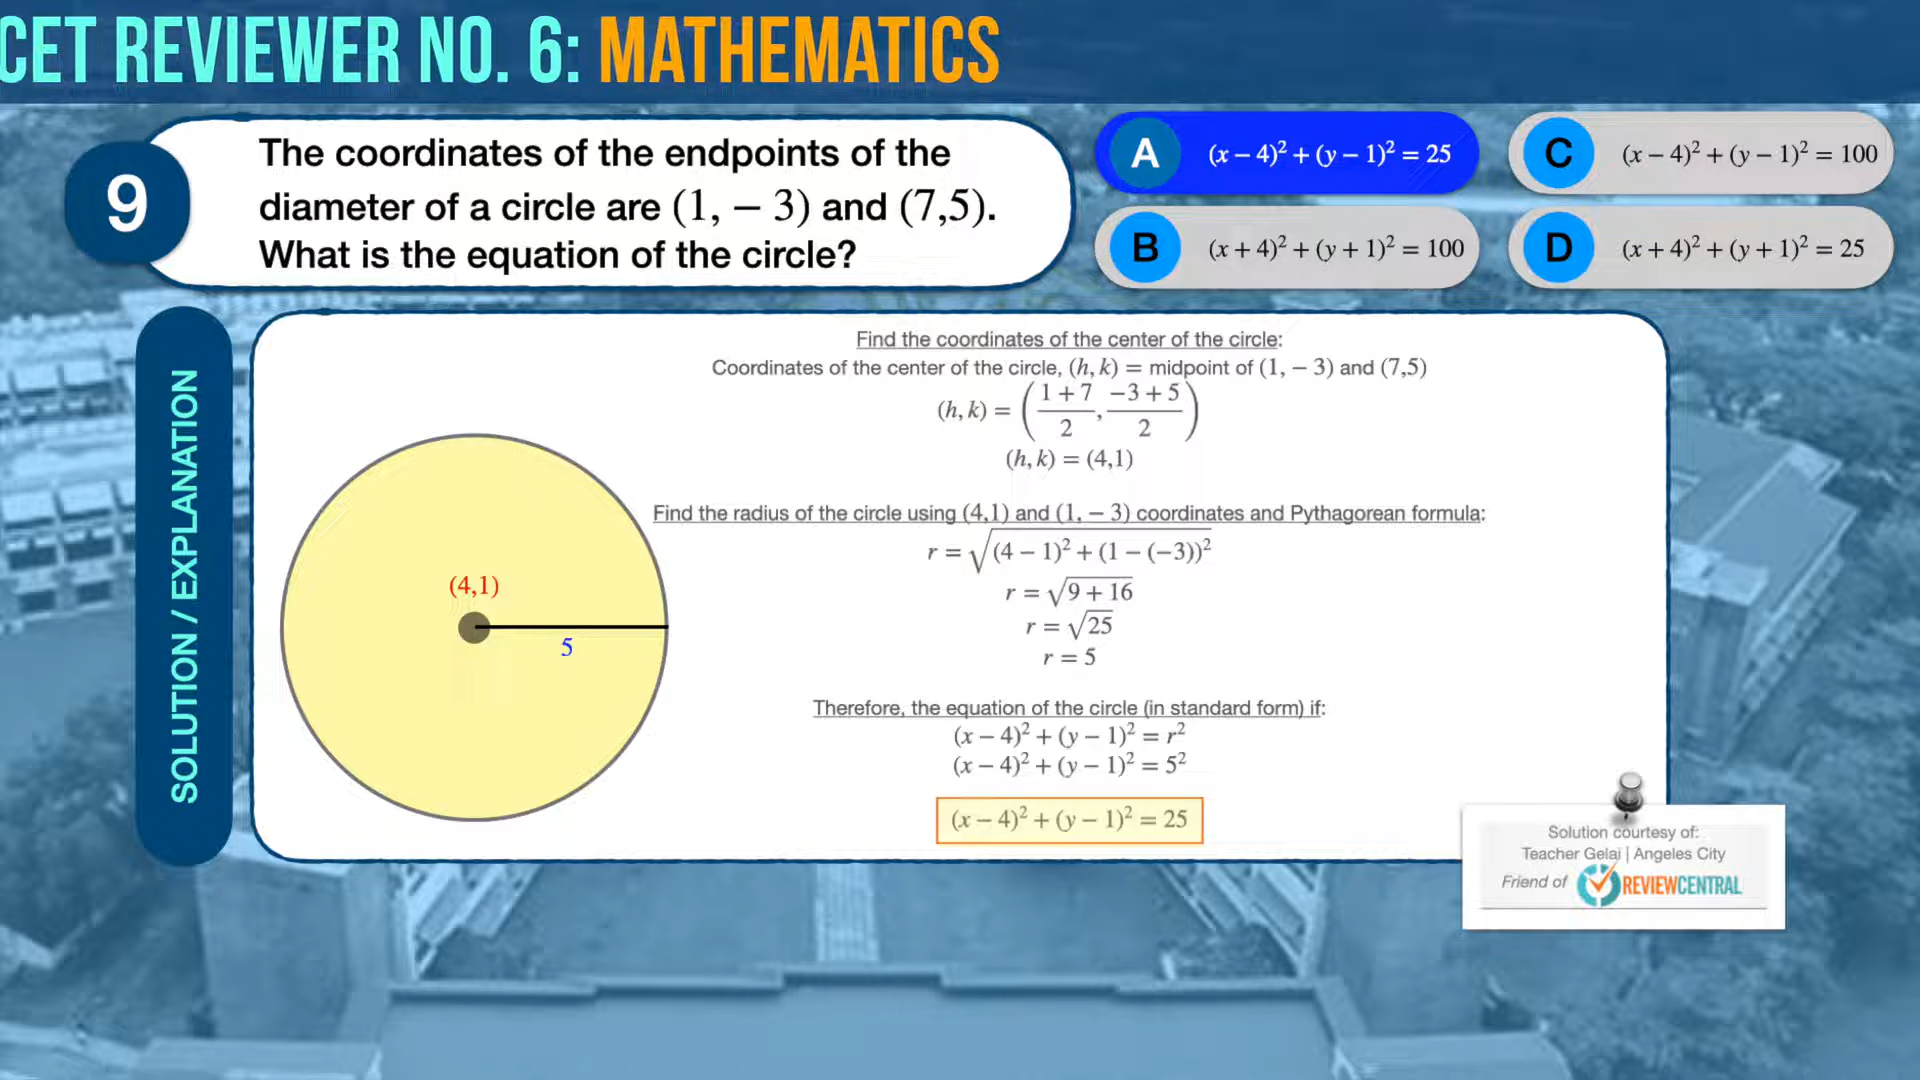 CET REVIEWER NO. 6: MATHEMATICS
9
The coordinates of the endpoints of the
diameter of a circle are (1, − 3) and (7,5).
What is the equation of the circle?
A (x − 4)² + (y − 1)² = 25
B (x + 4)² + (y + 1)² = 100
C (x − 4)² + (y − 1)² = 100
D (x + 4)² + (y + 1)² = 25
SOLUTION / EXPLANATION
(4,1)
5
Find the coordinates of the center of the circle:
Coordinates of the center of the circle, (h, k) = midpoint of (1, − 3) and (7,5)
(h, k) = ( (1 + 7)/2 , (−3 + 5)/2 )
(h, k) = (4,1)
Find the radius of the circle using (4,1) and (1, − 3) coordinates and Pythagorean formula:
r = √((4 − 1)² + (1 − (−3))²)
r = √(9 + 16)
r = √25
r = 5
Therefore, the equation of the circle (in standard form) if:
(x − 4)² + (y − 1)² = r²
(x − 4)² + (y − 1)² = 5²
(x − 4)² + (y − 1)² = 25
Solution courtesy of:
Teacher Gelai | Angeles City
Friend of REVIEWCENTRAL